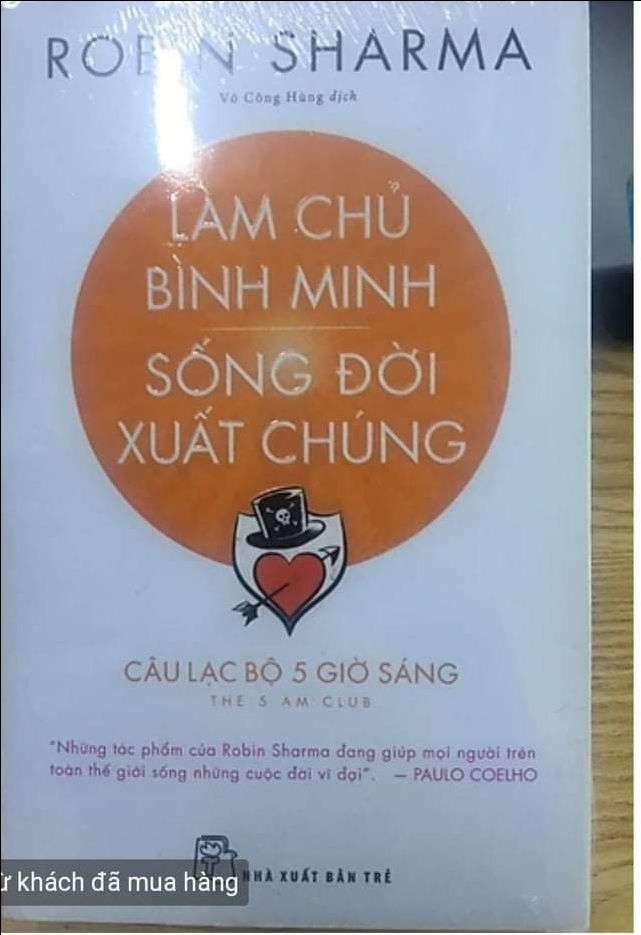 ROBIN SHARMA
Võ Công Hùng dịch
LÀM CHỦ
BÌNH MINH
SỐNG ĐỜI
XUẤT CHÚNG
CÂU LẠC BỘ 5 GIỜ SÁNG
THE 5 AM CLUB
"Những tác phẩm của Robin Sharma đang giúp mọi người trên
toàn thế giới sống những cuộc đời vĩ đại". — PAULO COELHO
NHÀ XUẤT BẢN TRẺ
khách đã mua hàng